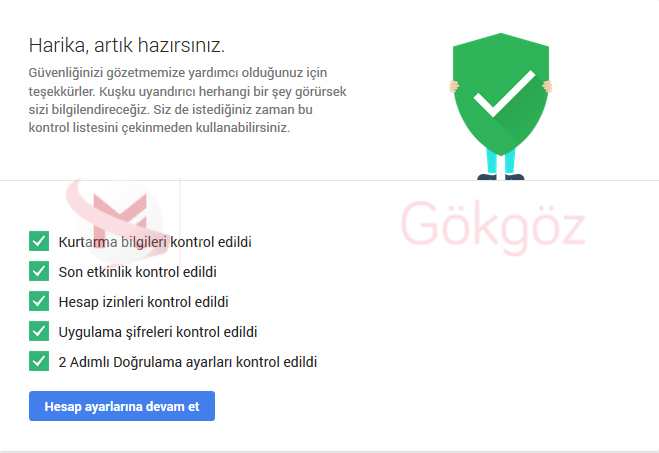 Harika, artık hazırsınız.
Güvenliğinizi gözetmemize yardımcı olduğunuz için
teşekkürler. Kuşku uyandırıcı herhangi bir şey görürsek
sizi bilgilendireceğiz. Siz de istediğiniz zaman bu
kontrol listesini çekinmeden kullanabilirsiniz.
Gökgöz
Kurtarma bilgileri kontrol edildi
Son etkinlik kontrol edildi
Hesap izinleri kontrol edildi
Uygulama şifreleri kontrol edildi
2 Adımlı Doğrulama ayarları kontrol edildi
Hesap ayarlarına devam et